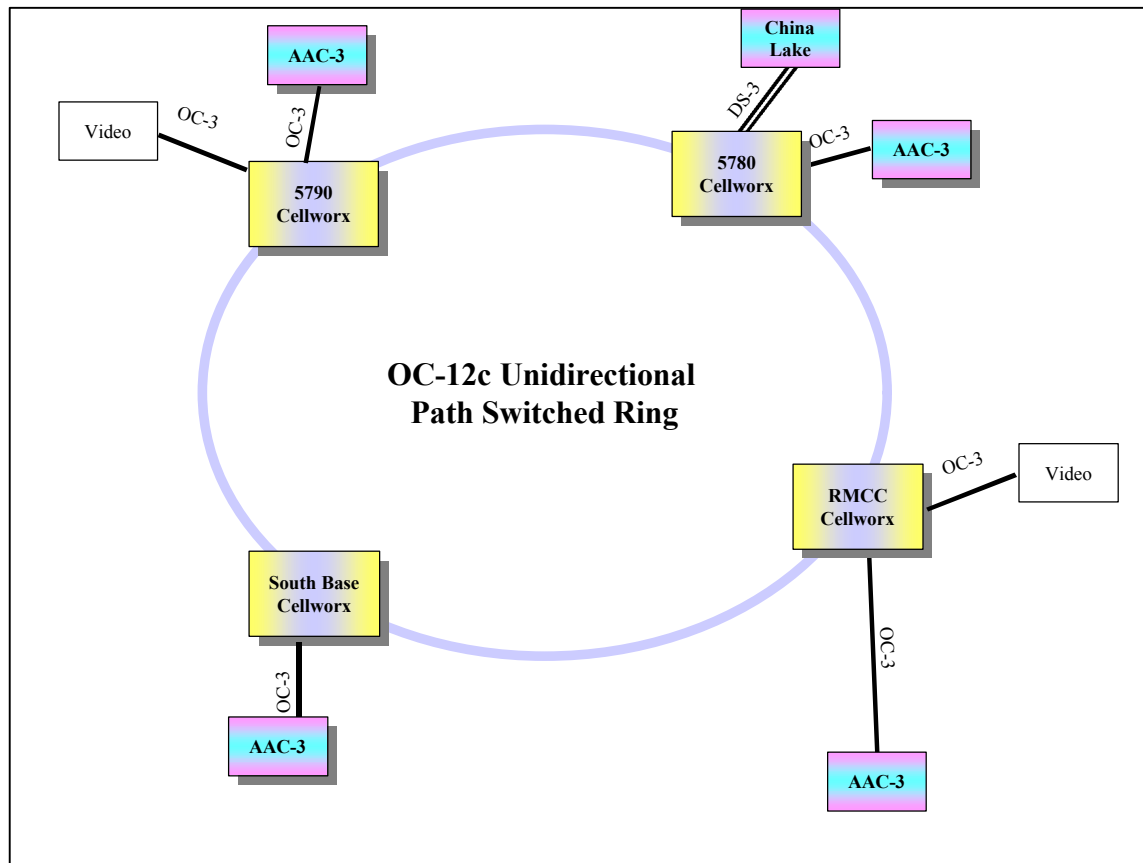 China
Lake
AAC-3
DS-3
OC-3
Video
OC-3
OC-3
AAC-3
5790
Cellworx
5780
Cellworx
OC-12c Unidirectional
Path Switched Ring
OC-3
Video
RMCC
Cellworx
South Base
Cellworx
OC-3
OC-3
AAC-3
AAC-3